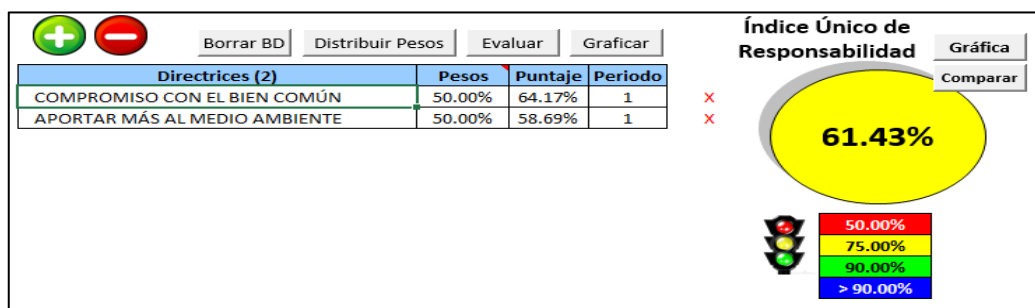 Borrar BD Distribuir Pesos Evaluar Graficar
Índice Único de
Responsabilidad
Gráfica
Comparar
Directrices (2) Pesos Puntaje Periodo
COMPROMISO CON EL BIEN COMÚN 50.00% 64.17% 1 X
APORTAR MÁS AL MEDIO AMBIENTE 50.00% 58.69% 1 X
61.43%
50.00%
75.00%
90.00%
> 90.00%